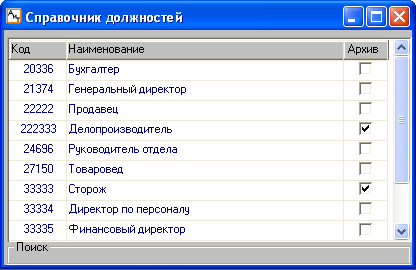 Справочник должностей
Код Наименование Архив
20336 Бухгалтер
21374 Генеральный директор
22222 Продавец
222333 Делопроизводитель
24696 Руководитель отдела
27150 Товаровед
33333 Сторож
33334 Директор по персоналу
33335 Финансовый директор
Поиск